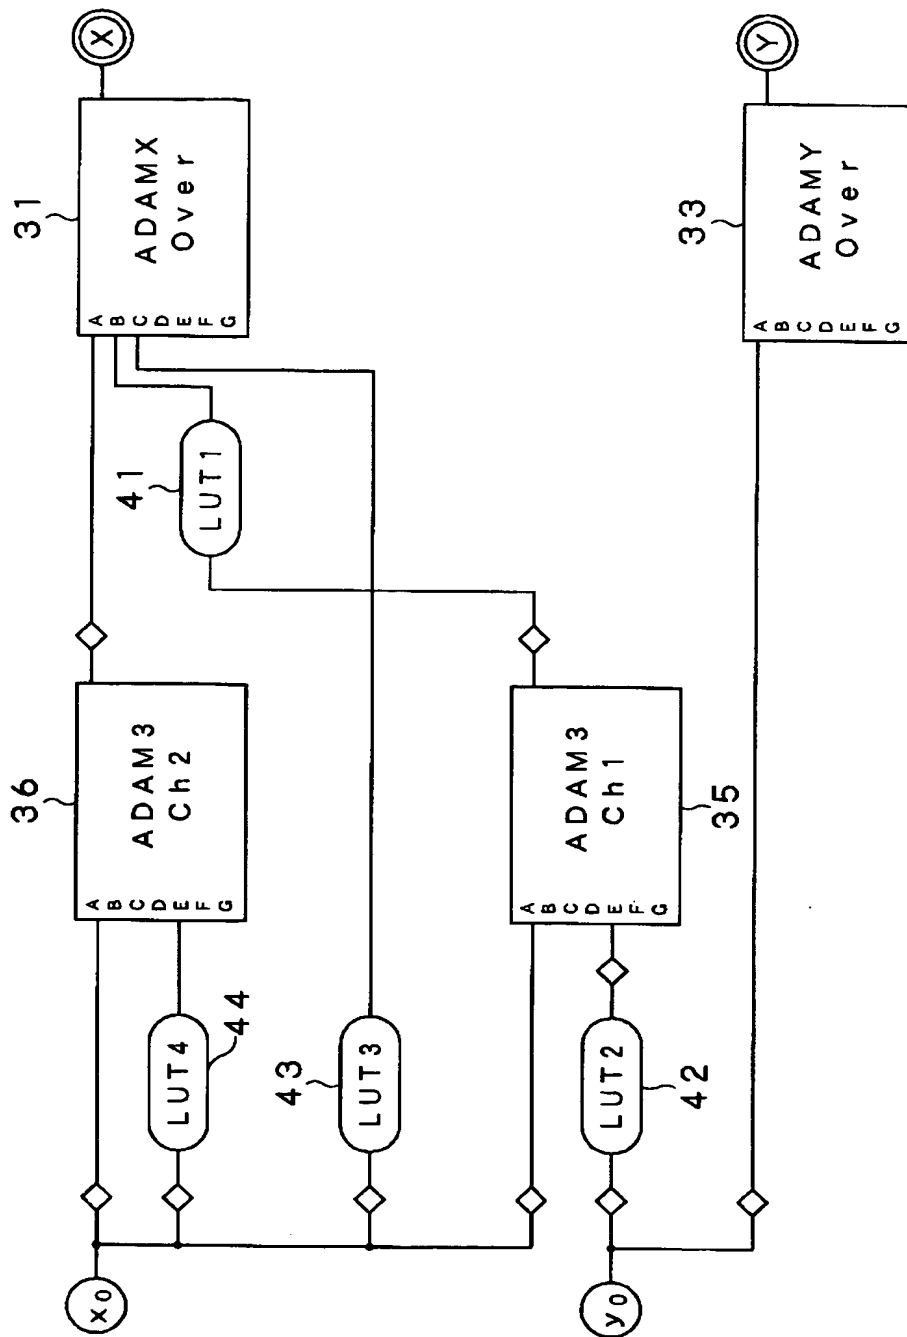 x0
36
ADAM3
Ch2
A
B
C
D
E
F
G
31
ADAMX
Over
A
B
C
D
E
F
G
X
LUT4
44
41
LUT1
43
LUT3
ADAM3
Ch1
A
B
C
D
E
F
G
35
LUT2
42
y0
33
ADAMY
Over
A
B
C
D
E
F
G
Y